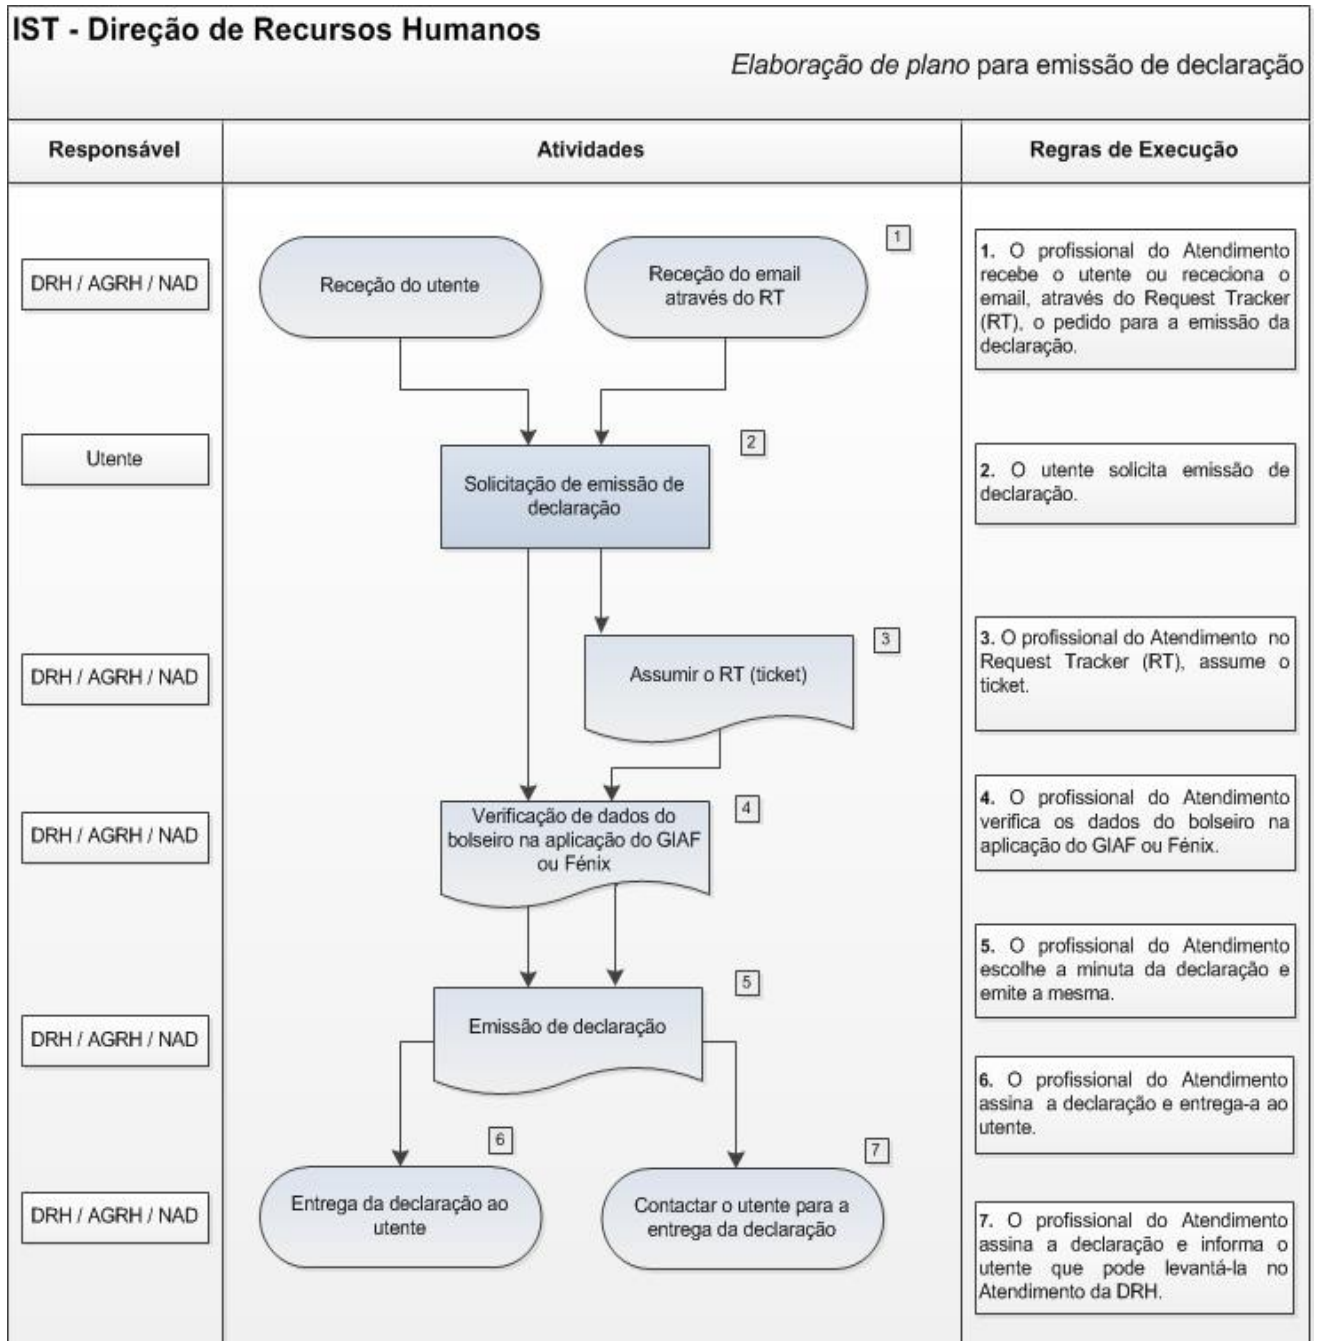 IST - Direção de Recursos Humanos
Elaboração de plano para emissão de declaração
Responsável
Atividades
Regras de Execução
DRH / AGRH / NAD
Receção do utente
Receção do email
através do RT
1
1. O profissional do Atendimento
recebe o utente ou receciona o
email, através do Request Tracker
(RT), o pedido para a emissão da
declaração.
Utente
Solicitação de emissão de
declaração
2
2. O utente solicita emissão de
declaração.
DRH / AGRH / NAD
Assumir o RT (ticket)
3
3. O profissional do Atendimento no
Request Tracker (RT), assume o
ticket.
DRH / AGRH / NAD
Verificação de dados do
bolseiro na aplicação do GIAF
ou Fénix
4
4. O profissional do Atendimento
verifica os dados do bolseiro na
aplicação do GIAF ou Fénix.
DRH / AGRH / NAD
Emissão de declaração
5
5. O profissional do Atendimento
escolhe a minuta da declaração e
emite a mesma.
6
6. O profissional do Atendimento
assina a declaração e entrega-a ao
utente.
DRH / AGRH / NAD
Entrega da declaração ao
utente
7
Contactar o utente para a
entrega da declaração
7. O profissional do Atendimento
assina a declaração e informa o
utente que pode levantá-la no
Atendimento da DRH.